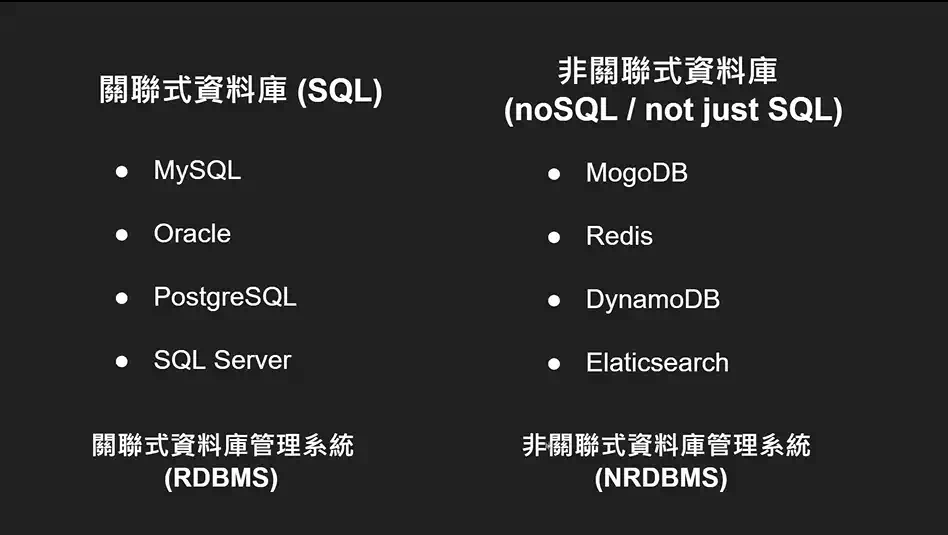 關聯式資料庫 (SQL)
● MySQL
● Oracle
● PostgreSQL
● SQL Server
關聯式資料庫管理系統
(RDBMS)
非關聯式資料庫
(noSQL / not just SQL)
● MogoDB
● Redis
● DynamoDB
● Elaticsearch
非關聯式資料庫管理系統
(NRDBMS)